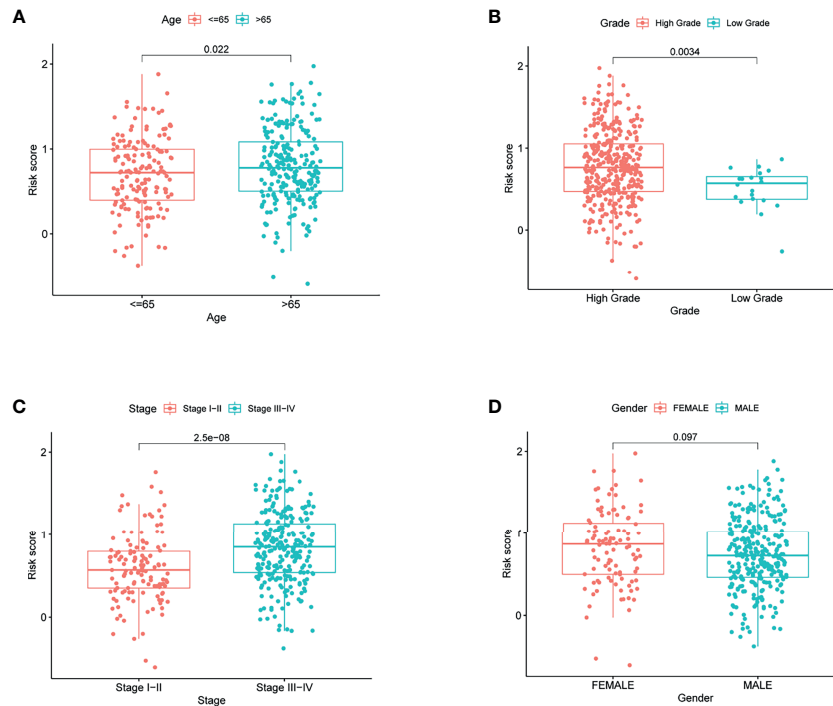 A
Age <=65 >65
0.022
2
1
0
Risk score
<=65 >65
Age
B
Grade High Grade Low Grade
0.0034
2
1
0
Risk score
High Grade Low Grade
Grade
C
Stage Stage I−II Stage III−IV
2.5e−08
2
1
0
Risk score
Stage I−II Stage III−IV
Stage
D
Gender FEMALE MALE
0.097
2
1
0
Risk score
FEMALE MALE
Gender